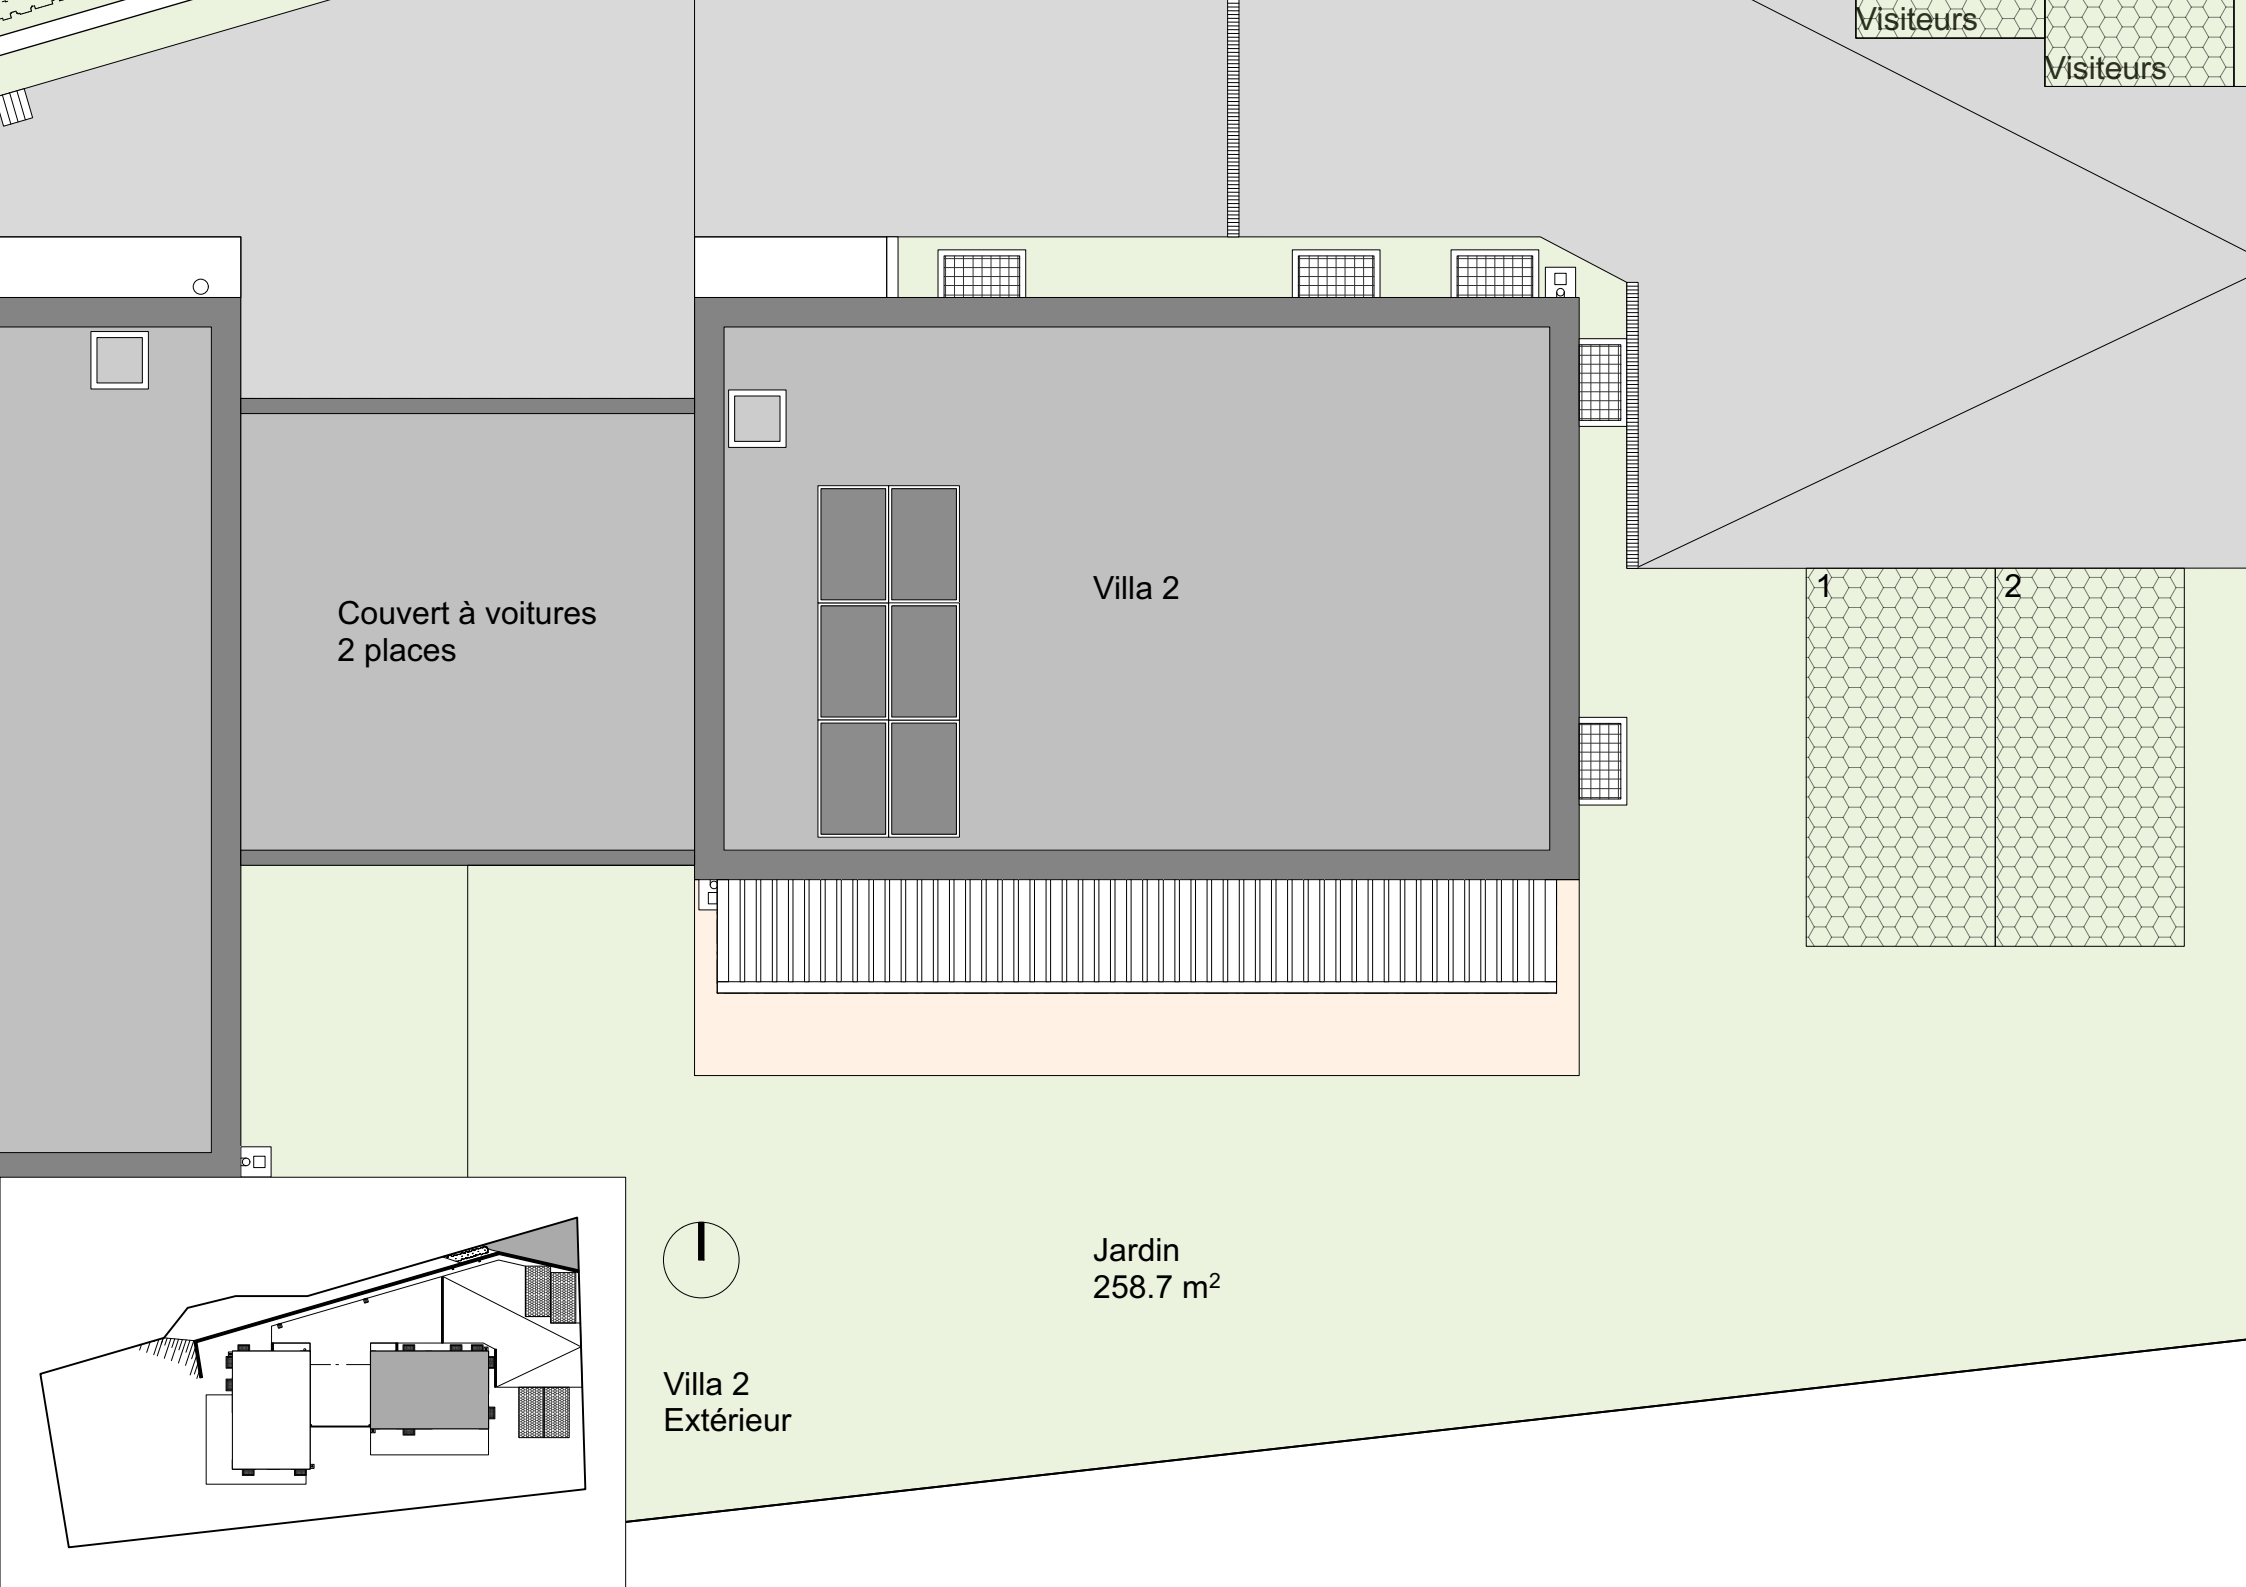 Visiteurs
Visiteurs
Villa 2
1
2
Couvert à voitures
2 places
Jardin
258.7 m²
Villa 2
Extérieur